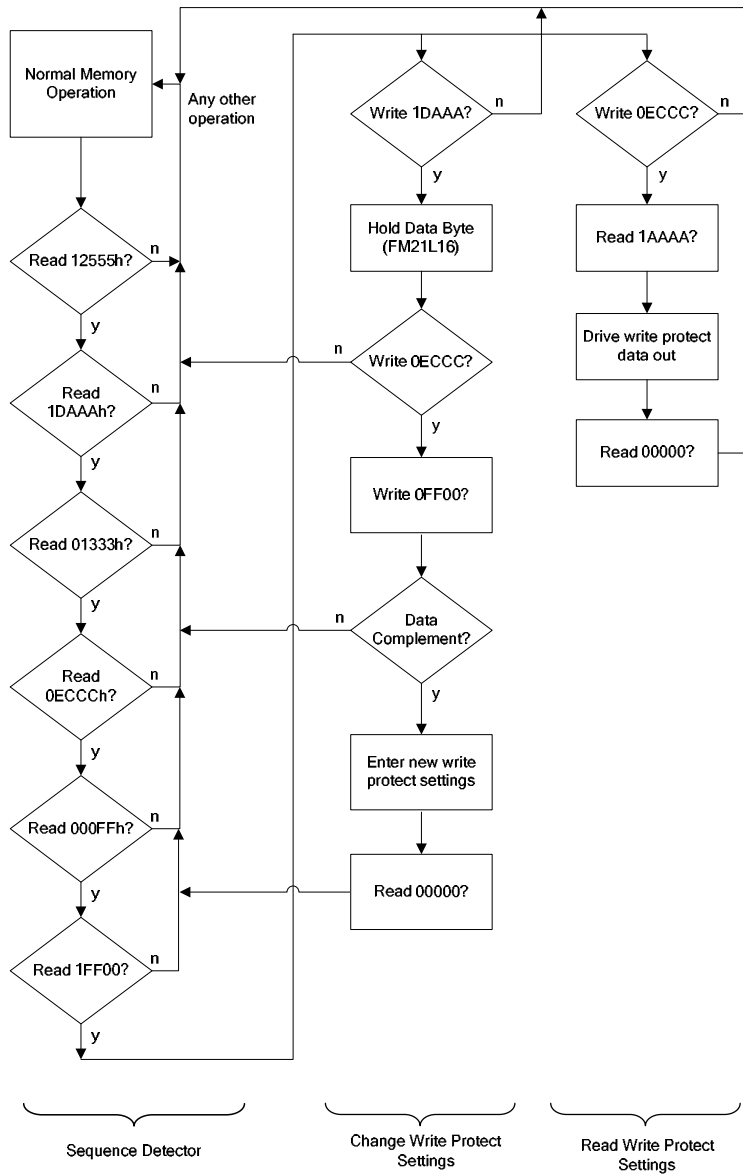 Normal Memory
Operation
Any other
operation
Read 12555h?
n
y
Read
1DAAAh?
n
y
Read 01333h?
n
y
Read
0ECCCh?
n
y
Read 000FFh?
n
y
Read 1FF00?
n
y
Write 1DAAA?
n
y
Hold Data Byte
(FM21L16)
Write 0ECCC?
n
y
Write 0FF00?
Data
Complement?
n
y
Enter new write
protect settings
Read 00000?
Write 0ECCC?
n
y
Read 1AAAA?
Drive write protect
data out
Read 00000?
Sequence Detector
Change Write Protect
Settings
Read Write Protect
Settings